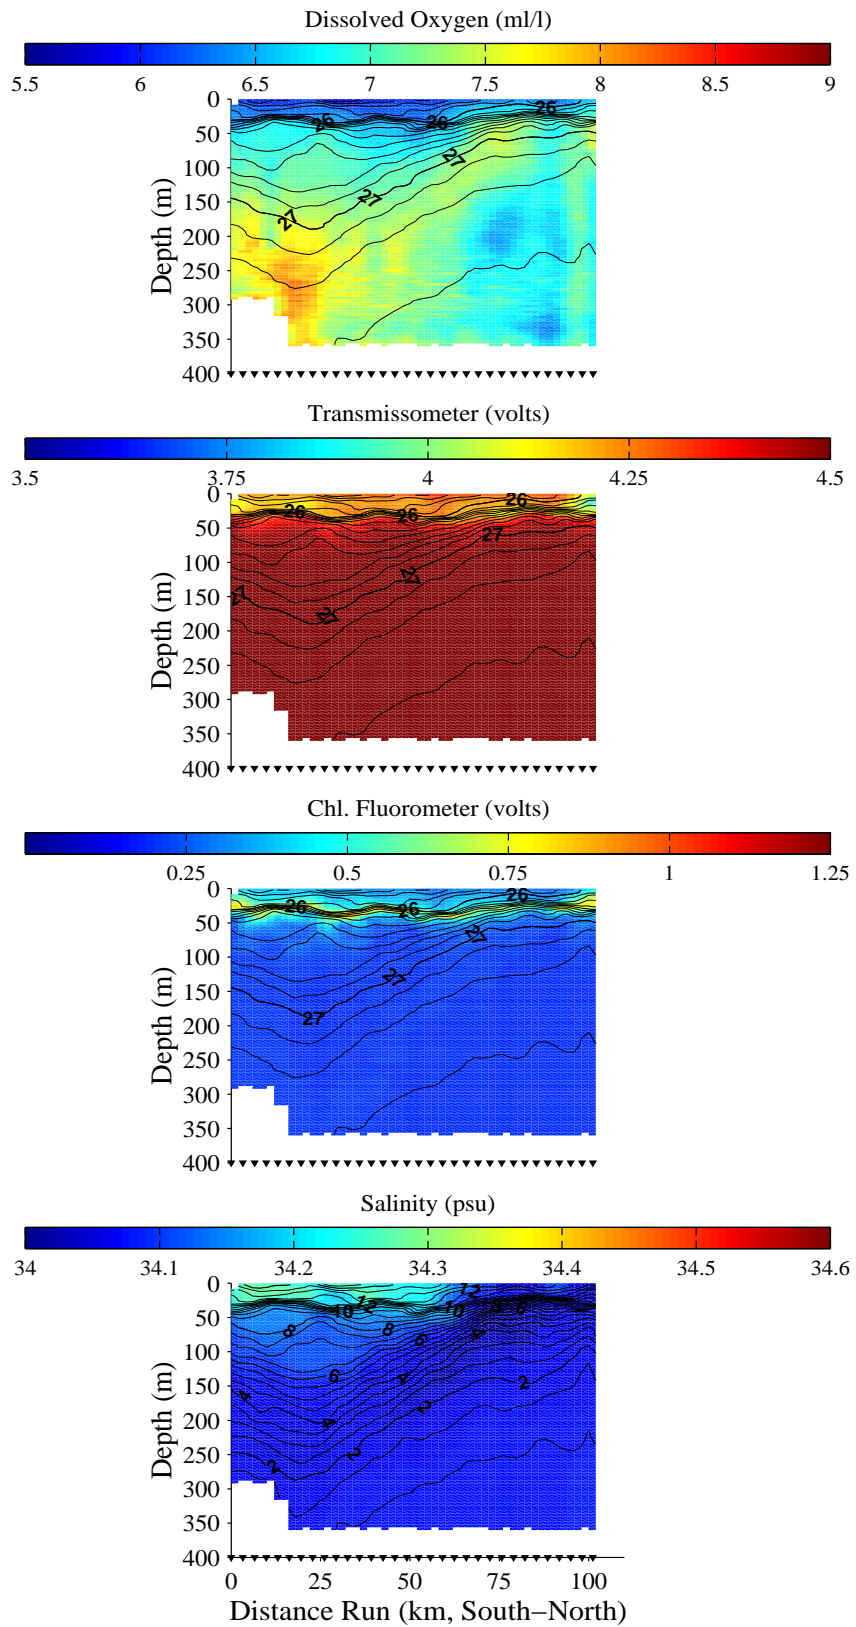 Dissolved Oxygen (ml/l)
5.5 6 6.5 7 7.5 8 8.5 9
0
50
100
150
200
250
300
350
400
Depth (m)
26 26 26
27 27 27
Transmissometer (volts)
3.5 3.75 4 4.25 4.5
0
50
100
150
200
250
300
350
400
Depth (m)
26 26 26
27 27 27 27
Chl. Fluorometer (volts)
0.25 0.5 0.75 1 1.25
0
50
100
150
200
250
300
350
400
Depth (m)
26 26 26
27 27 27
Salinity (psu)
34 34.1 34.2 34.3 34.4 34.5 34.6
0
50
100
150
200
250
300
350
400
Depth (m)
12 12
10 10
8 8
6 6
4 4 4 4
2 2 2 2
0 25 50 75 100
Distance Run (km, South−North)